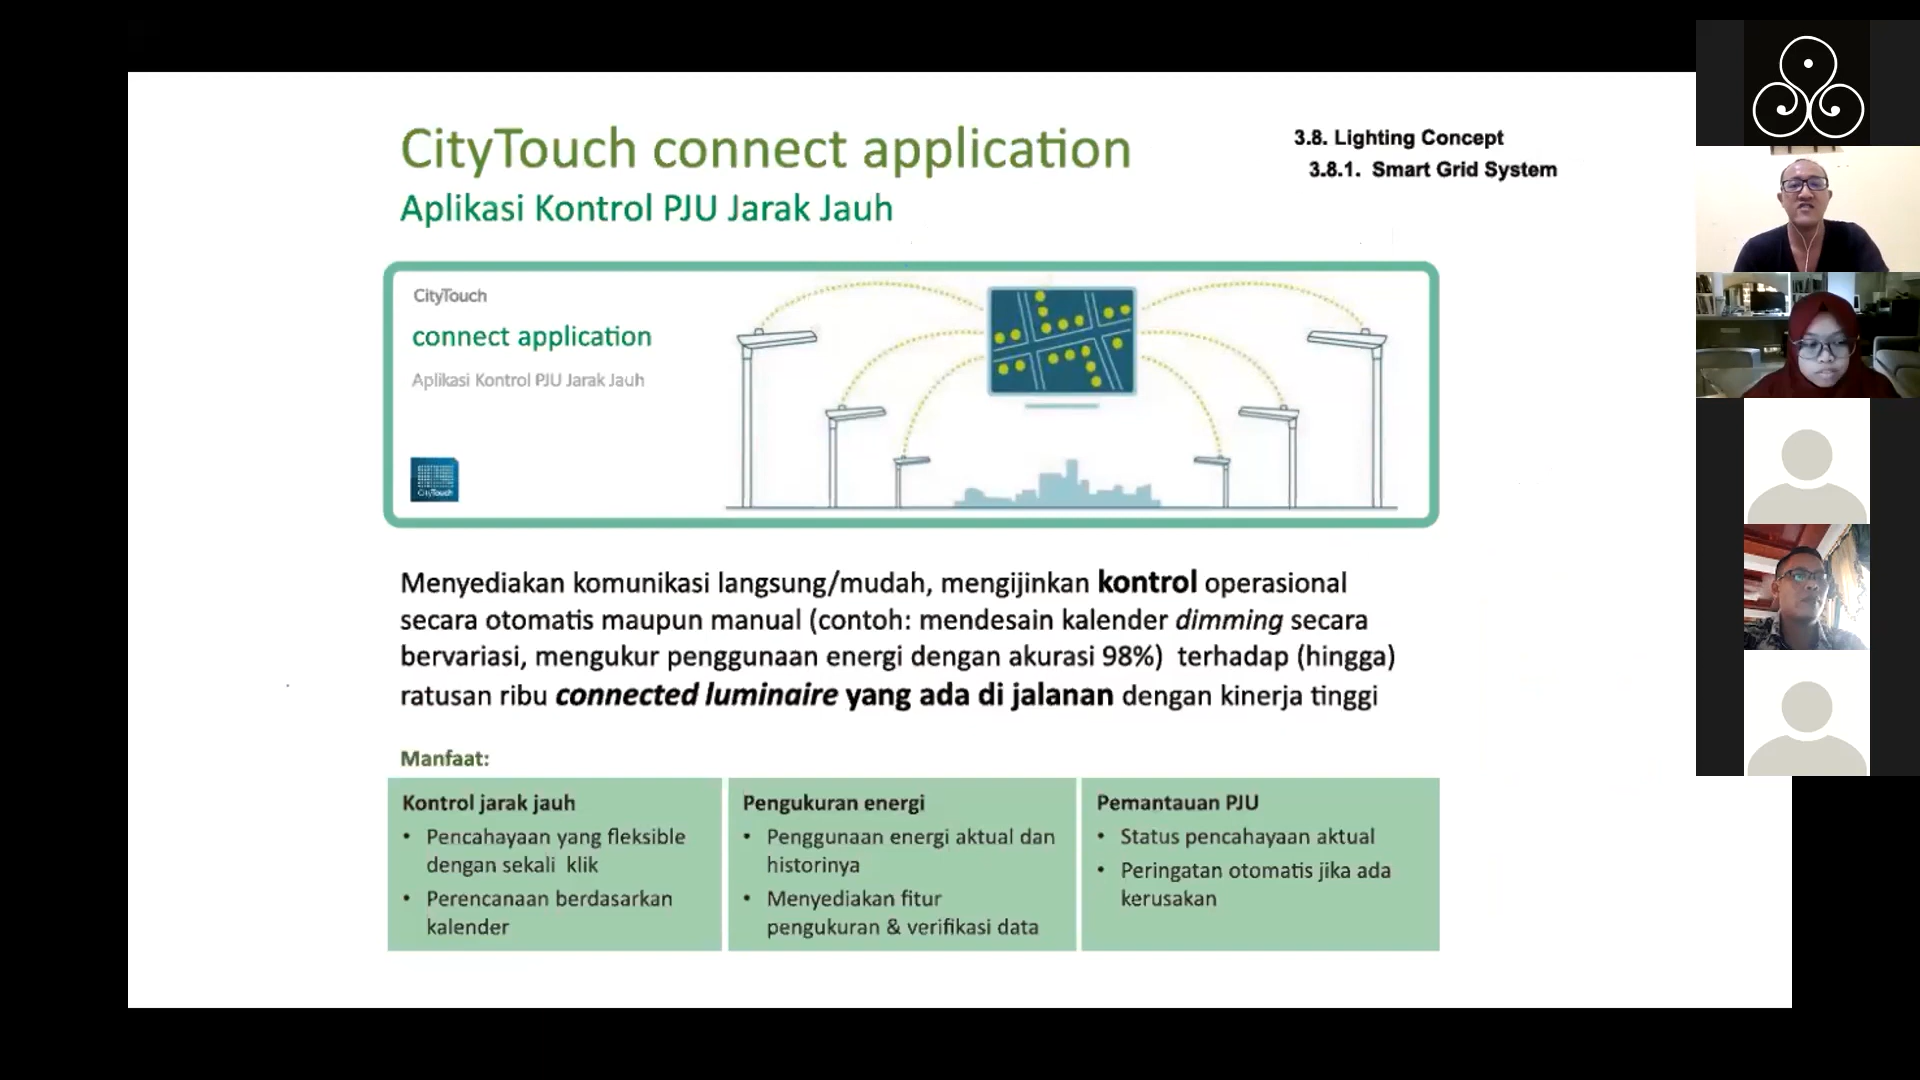 CityTouch connect application
Aplikasi Kontrol PJU Jarak Jauh
3.8. Lighting Concept
3.8.1. Smart Grid System
CityTouch
connect application
Aplikasi Kontrol PJU Jarak Jauh
CityTouch
Menyediakan komunikasi langsung/mudah, mengijinkan kontrol operasional
secara otomatis maupun manual (contoh: mendesain kalender dimming secara
bervariasi, mengukur penggunaan energi dengan akurasi 98%) terhadap (hingga)
ratusan ribu connected luminaire yang ada di jalanan dengan kinerja tinggi
Manfaat:
Kontrol jarak jauh
• Pencahayaan yang fleksible
dengan sekali klik
• Perencanaan berdasarkan
kalender
Pengukuran energi
• Penggunaan energi aktual dan
historinya
• Menyediakan fitur
pengukuran & verifikasi data
Pemantauan PJU
• Status pencahayaan aktual
• Peringatan otomatis jika ada
kerusakan